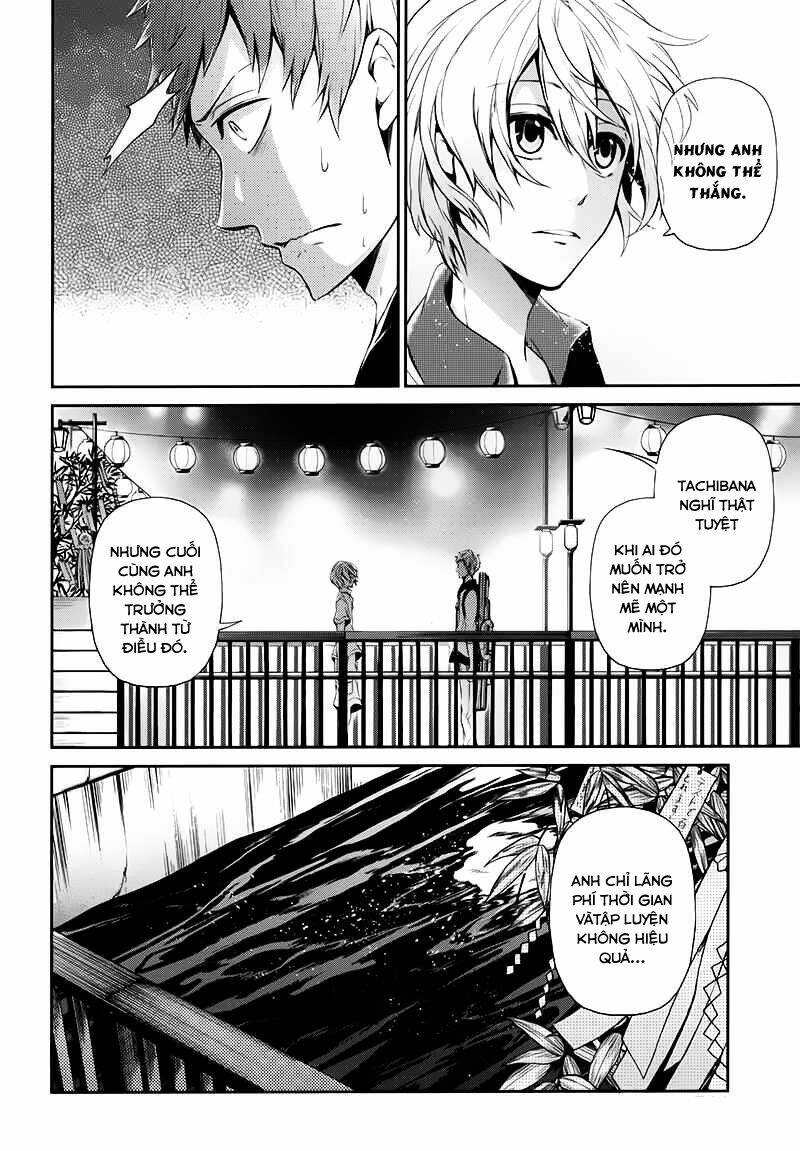 NHƯNG ANH
KHÔNG THỂ
THẮNG.
TACHIBANA
NGHĨ THẬT
TUYỆT
KHI AI ĐÓ
MUỐN TRỞ
NÊN MẠNH
MẼ MỘT
MÌNH.
NHƯNG CUỐI
CÙNG ANH
KHÔNG THỂ
TRƯỞNG
THÀNH TỪ
ĐIỀU ĐÓ.
ANH CHỈ LÃNG
PHÍ THỜI GIAN
VÀTẬP LUYỆN
KHÔNG HIỆU
QUẢ...